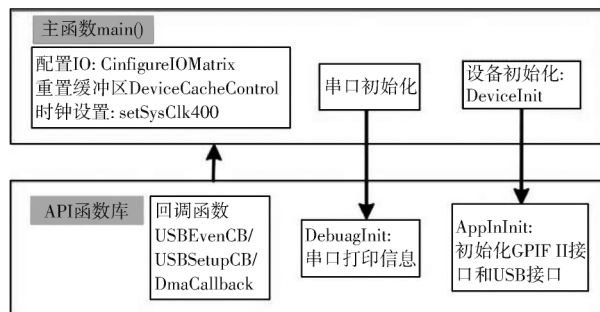 主函数main()
配置IO: CinfigureIOMatrix
重置缓冲区DeviceCacheControl
时钟设置: setSysClk400
串口初始化
设备初始化:
DeviceInit
API函数库
回调函数
USBEvenCB/
USBSetupCB/
DmaCallback
DebuagInit:
串口打印信息
AppInInit:
初始化GPIF II接
口和USB接口